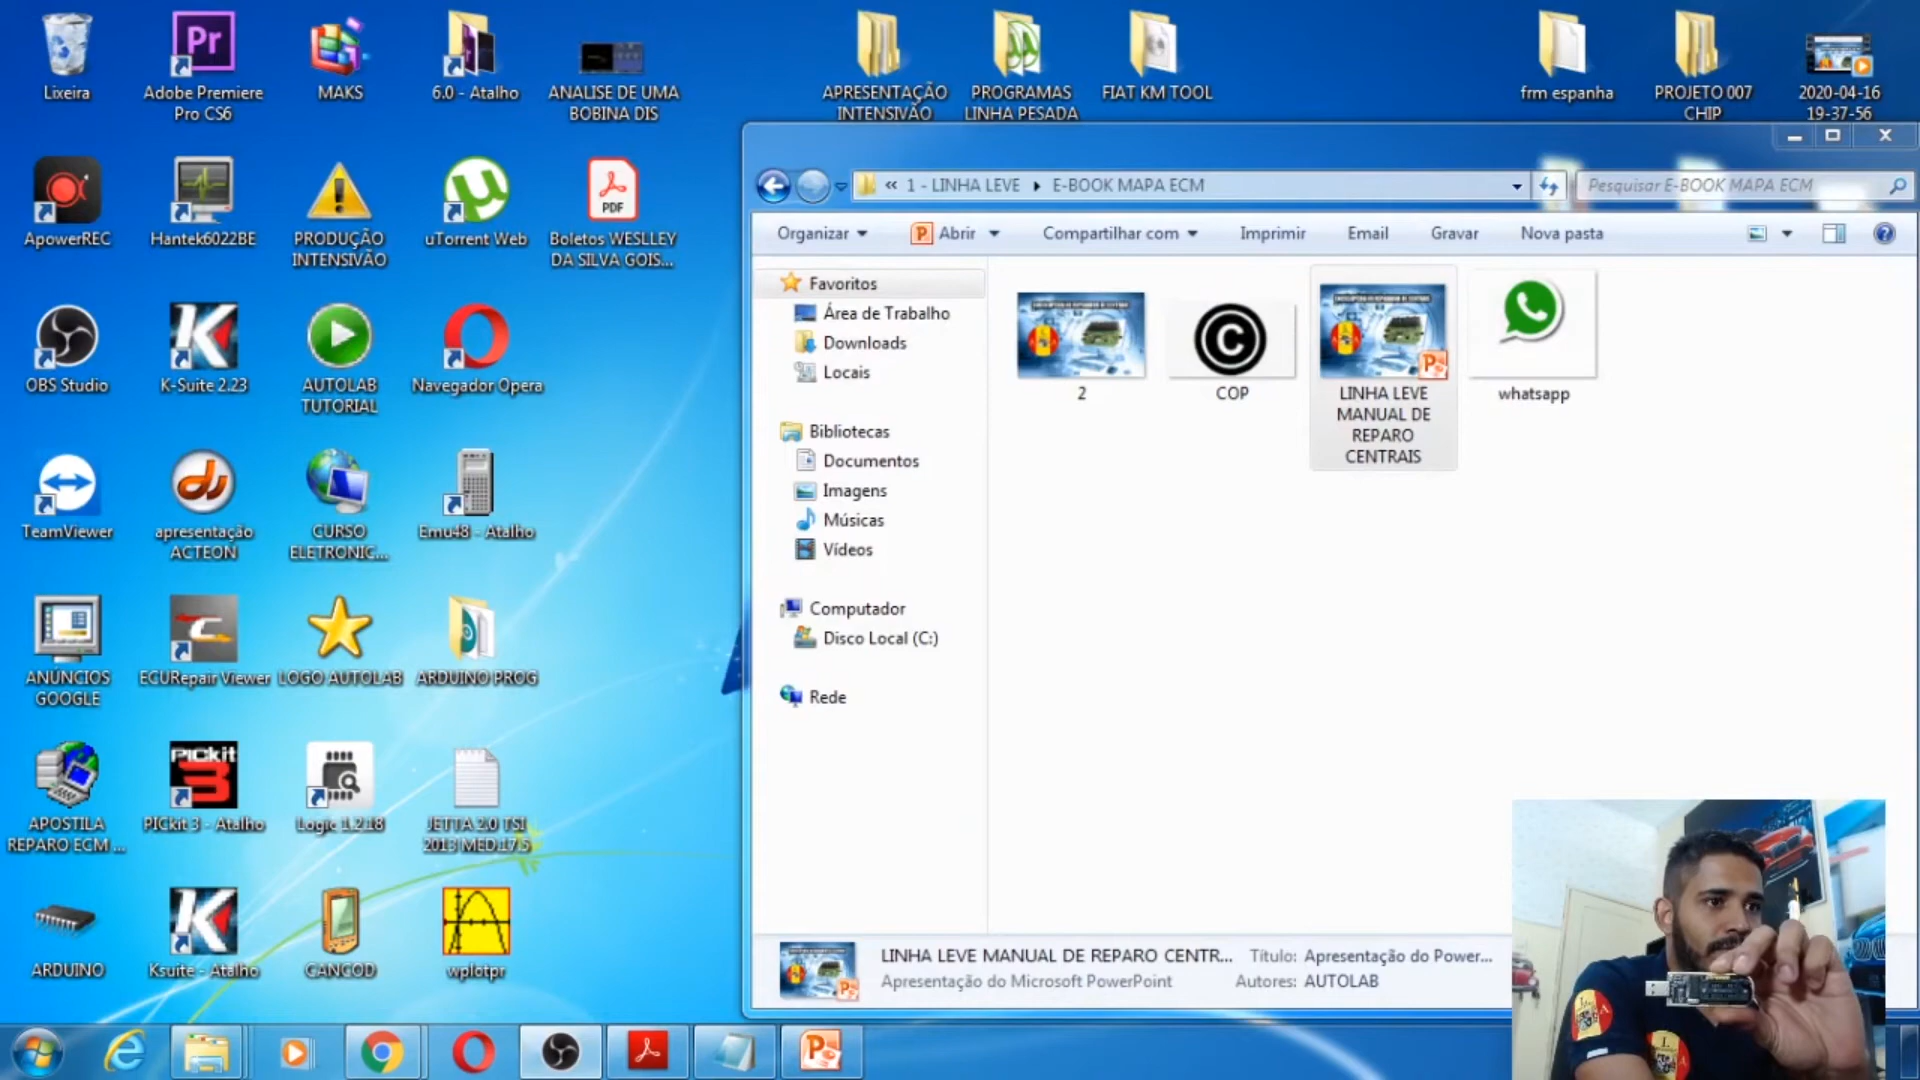 Lixeira
Adobe Premiere
Pro CS6
MAKS
6.0 - Atalho
ANALISE DE UMA
BOBINA DIS
APRESENTAÇÃO
INTENSIVÃO
PROGRAMAS
LINHA PESADA
FIAT KM TOOL
frm espanha
PROJETO 007
CHIP
2020-04-16
19-37-56
ApowerREC
Hantek6022BE
PRODUÇÃO
INTENSIVÃO
uTorrent Web
PDF
Boletos WESLLEY
DA SILVA GOIS...
OBS Studio
K-Suite 2.23
AUTOLAB
TUTORIAL
Navegador Opera
TeamViewer
apresentação
ACTEON
CURSO
ELETRONIC...
Emu48 - Atalho
ANÚNCIOS
GOOGLE
ECURepair Viewer
LOGO AUTOLAB
ARDUINO PROG
APOSTILA
REPARO ECM ...
PICkit
3
PICkit 3 - Atalho
Logic 1.2.18
JETTA 2.0 TSI
2013 MED.17.5
ARDUINO
Ksuite - Atalho
CANCOD
wplotpr
« 1 - LINHA LEVE ▸ E-BOOK MAPA ECM
Pesquisar E-BOOK MAPA ECM
Organizar
Abrir
Compartilhar com
Imprimir
Email
Gravar
Nova pasta
Favoritos
Área de Trabalho
Downloads
Locais
Bibliotecas
Documentos
Imagens
Músicas
Vídeos
Computador
Disco Local (C:)
Rede
2
COP
LINHA LEVE
MANUAL DE
REPARO
CENTRAIS
whatsapp
LINHA LEVE MANUAL DE REPARO CENTR...
Título: Apresentação do Power...
Apresentação do Microsoft PowerPoint
Autores: AUTOLAB